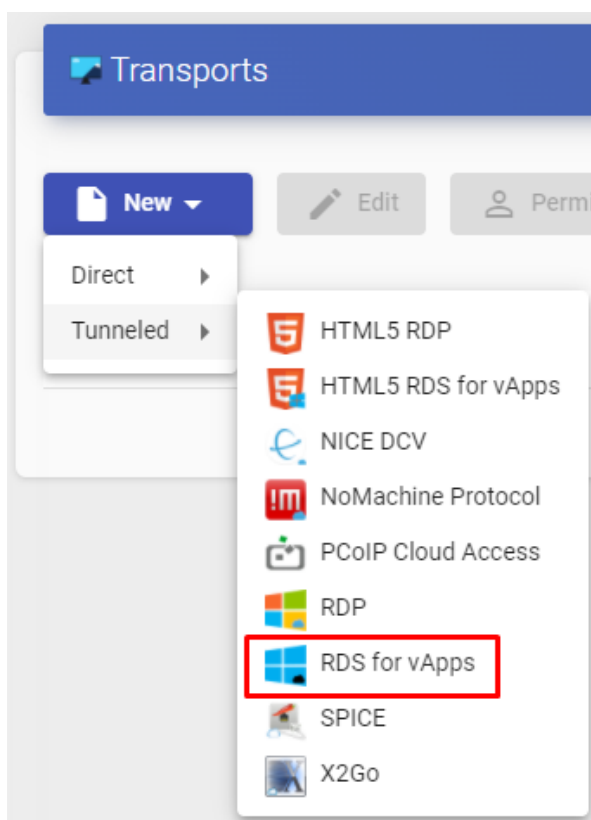 Transports
New
Edit
Permi
Direct
Tunneled
HTML5 RDP
HTML5 RDS for vApps
NICE DCV
NoMachine Protocol
PCoIP Cloud Access
RDP
RDS for vApps
SPICE
X2Go